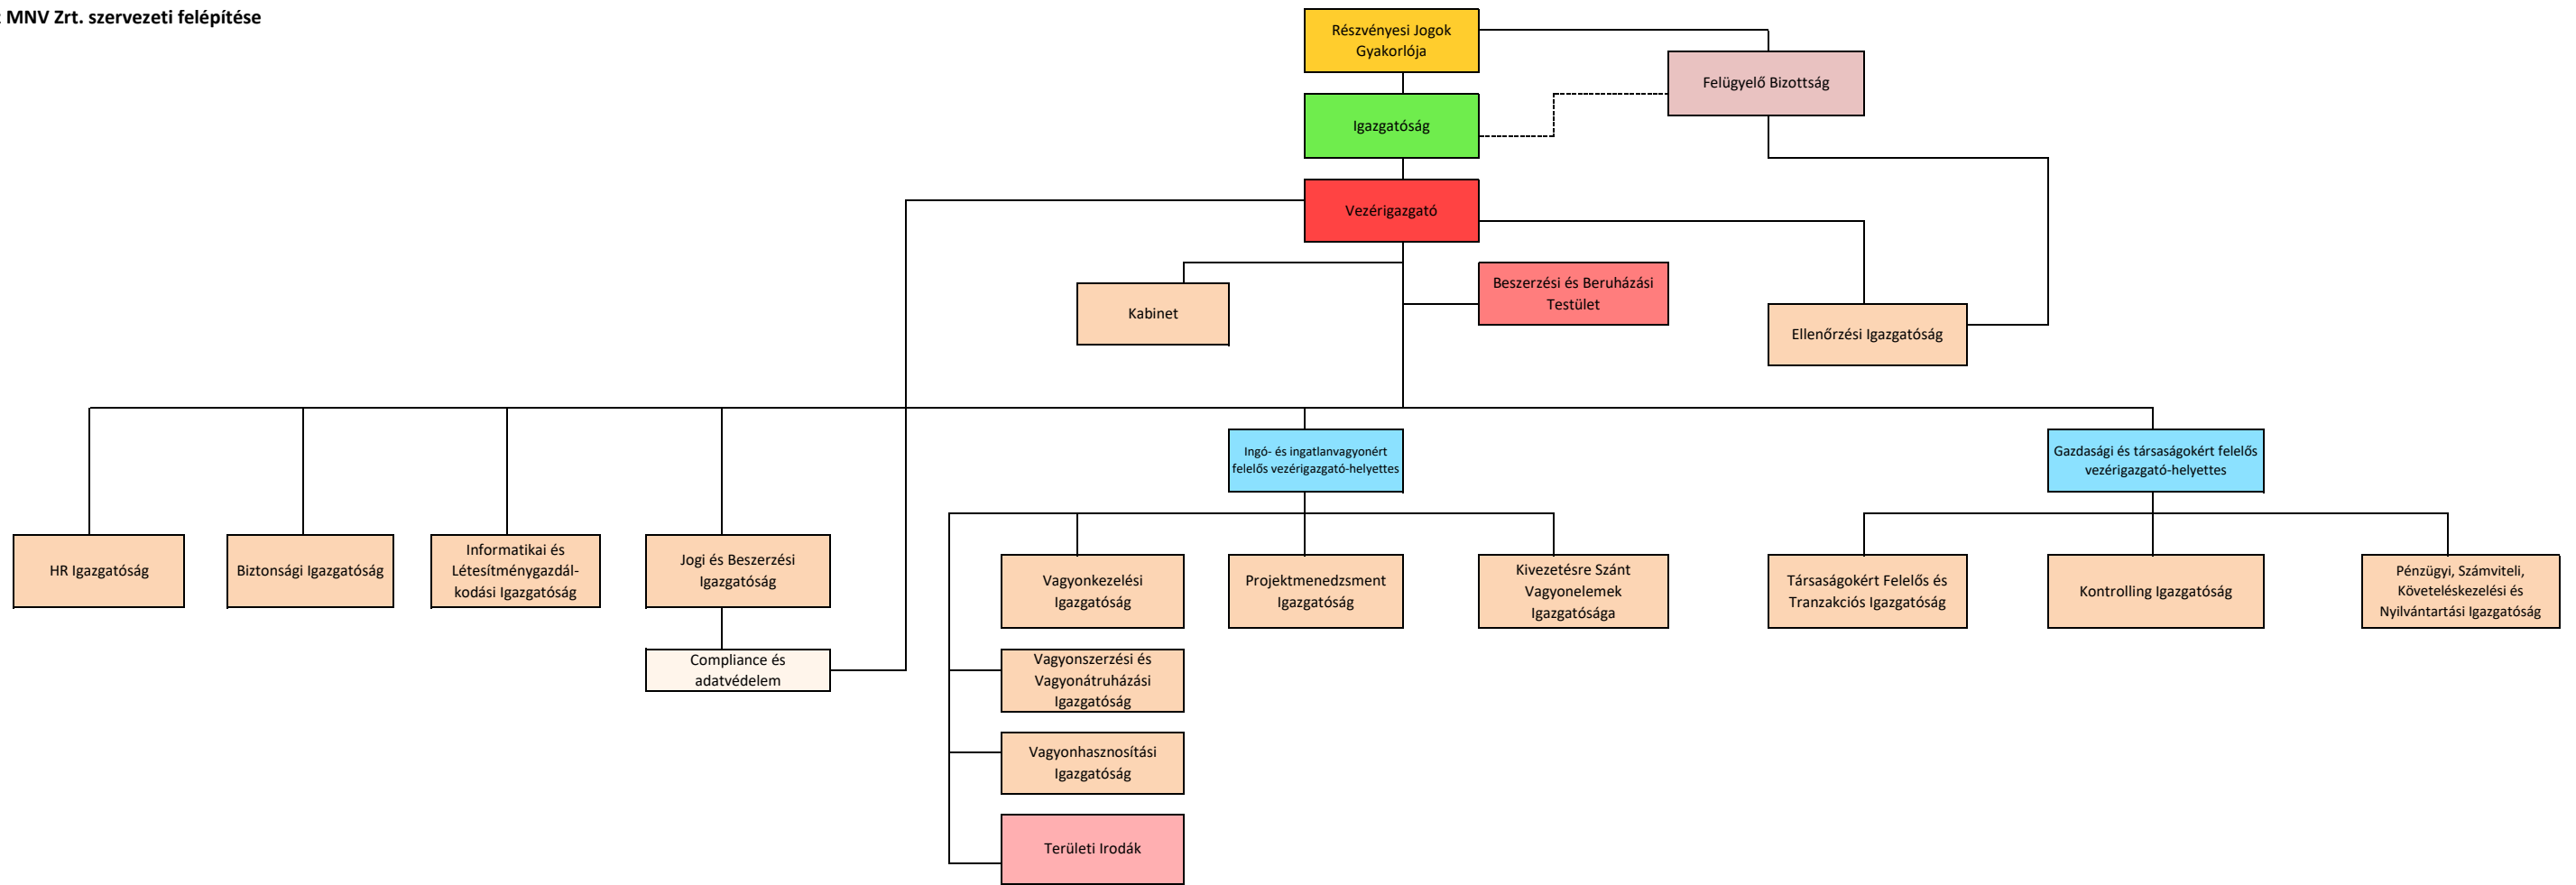 : MNV Zrt. szervezeti felépítése
Részvényesi Jogok
Gyakorlója
Felügyelő Bizottság
Igazgatóság
Vezérigazgató
Kabinet
Beszerzési és Beruházási
Testület
Ellenőrzési Igazgatóság
Ingó- és ingatlanvagyonért
felelős vezérigazgató-helyettes
Gazdasági és társaságokért felelős
vezérigazgató-helyettes
HR Igazgatóság
Biztonsági Igazgatóság
Informatikai és
Létesítménygazdál-
kodási Igazgatóság
Jogi és Beszerzési
Igazgatóság
Vagyonkezelési
Igazgatóság
Projektmenedzsment
Igazgatóság
Kivezetésre Szánt
Vagyonelemek
Igazgatósága
Társaságokért Felelős és
Tranzakciós Igazgatóság
Kontrolling Igazgatóság
Pénzügyi, Számviteli,
Követeléskezelési és
Nyilvántartási Igazgatóság
Compliance és
adatvédelem
Vagyonszerzési és
Vagyonátruházási
Igazgatóság
Vagyonhasznosítási
Igazgatóság
Területi Irodák